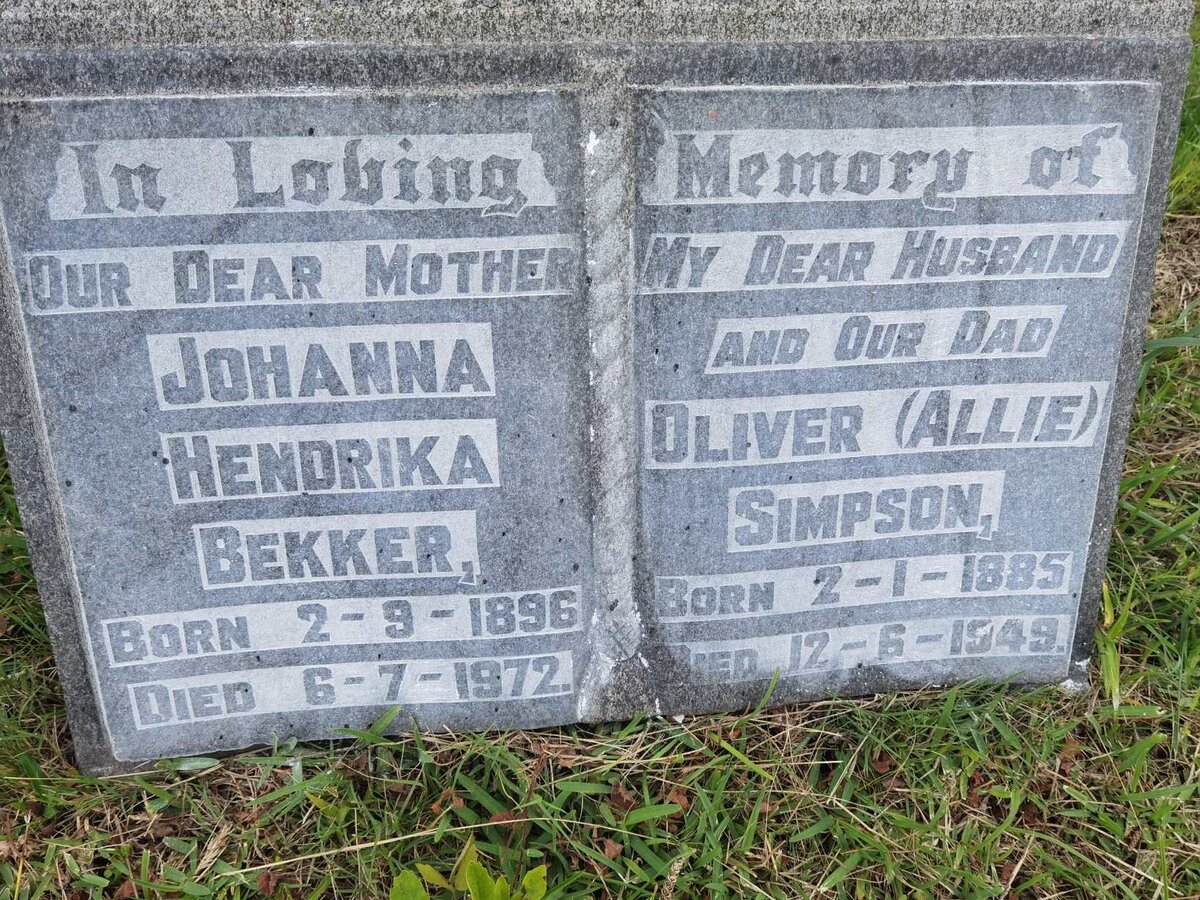 In Loving
OUR DEAR MOTHER
JOHANNA
HENDRIKA
BEKKER,
BORN 2-9-1896
DIED 6-7-1972.
Memory of
MY DEAR HUSBAND
AND OUR DAD
OLIVER (ALLIE)
SIMPSON,
BORN 2-1-1885
DIED 12-6-1949.